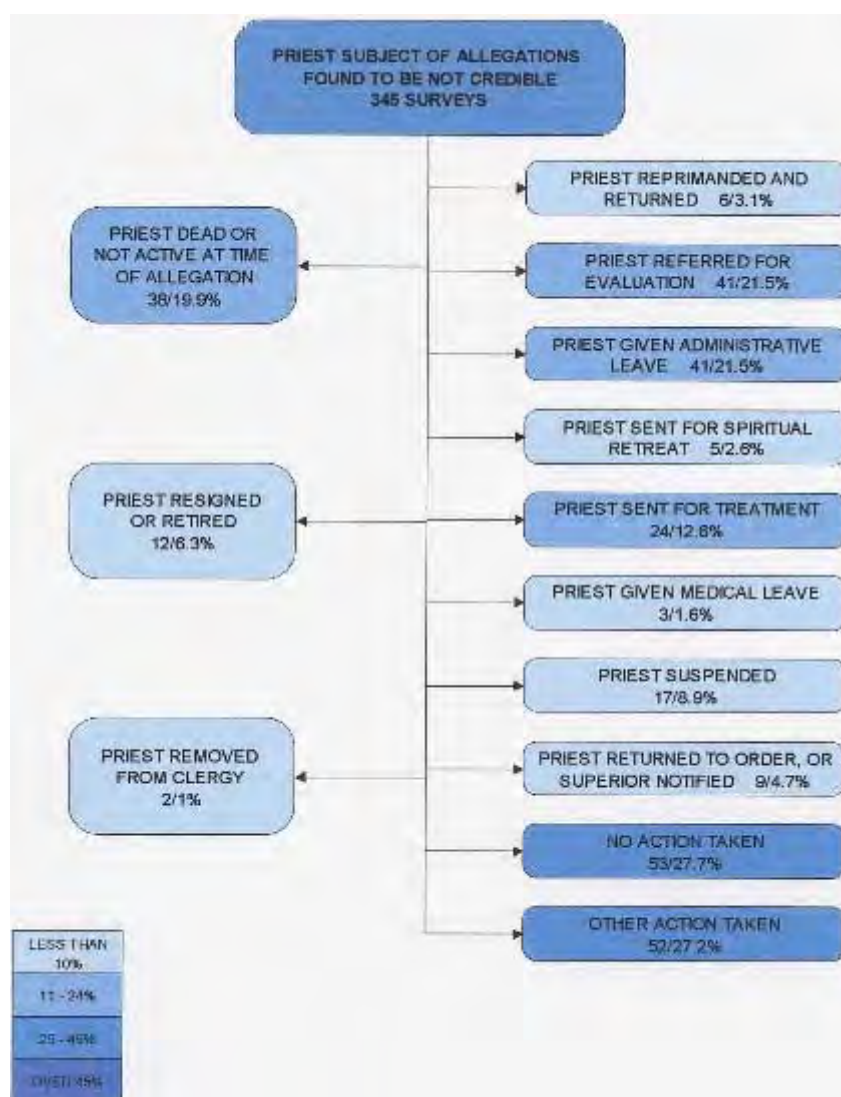 PRIEST SUBJECT OF ALLEGATIONS
FOUND TO BE NOT CREDIBLE
345 SURVEYS
PRIEST DEAD OR
NOT ACTIVE AT TIME
OF ALLEGATION
38/19.9%
PRIEST RESIGNED
OR RETIRED
12/6.3%
PRIEST REMOVED
FROM CLERGY
2/1%
PRIEST REPRIMANDED AND
RETURNED 6/3.1%
PRIEST REFERRED FOR
EVALUATION 41/21.5%
PRIEST GIVEN ADMINISTRATIVE
LEAVE 41/21.5%
PRIEST SENT FOR SPIRITUAL
RETREAT 5/2.6%
PRIEST SENT FOR TREATMENT
24/12.6%
PRIEST GIVEN MEDICAL LEAVE
3/1.6%
PRIEST SUSPENDED
17/8.9%
PRIEST RETURNED TO ORDER, OR
SUPERIOR NOTIFIED 9/4.7%
NO ACTION TAKEN
53/27.7%
OTHER ACTION TAKEN
52/27.2%
LESS THAN
10%
11 - 24%
OVER 45%